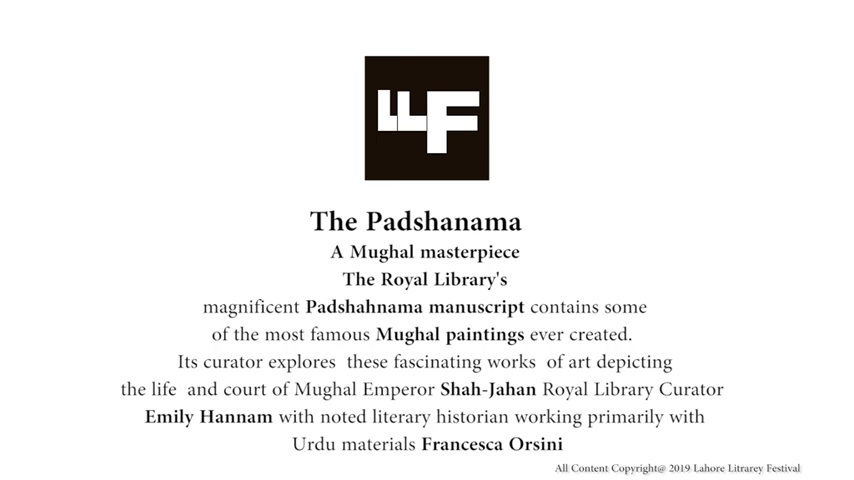 LLF
The Padshanama
A Mughal masterpiece
The Royal Library's
magnificent Padshahnama manuscript contains some
of the most famous Mughal paintings ever created.
Its curator explores these fascinating works of art depicting
the life and court of Mughal Emperor Shah-Jahan Royal Library Curator
Emily Hannam with noted literary historian working primarily with
Urdu materials Francesca Orsini
All Content Copyright@ 2019 Lahore Litrarey Festival